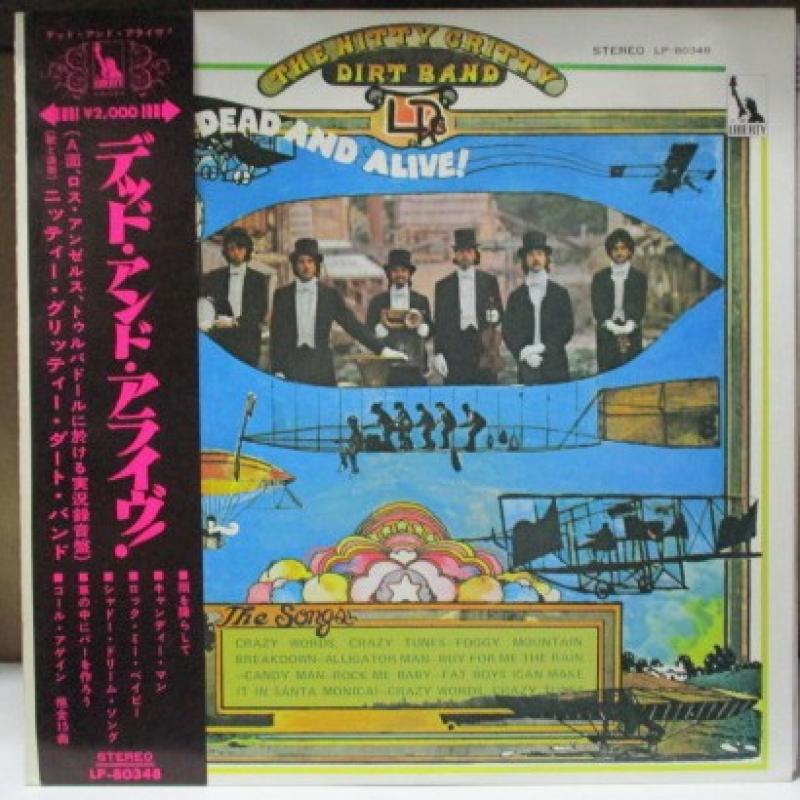 デッド・アンド・アライヴ!
LIBERTY
¥2,000
デッド・アンド・アライヴ!
(A面、ロス・アンゼルス、トゥルバドールに於ける実況録音盤)
ニッティー・グリッティー・ダート・バンド
■雨を降らして
■キャンディー・マン
■ロック・ミー・ベイビー
■シャドー・ドリーム・ソング
■車の中にバーを作ろう
■コール・アゲイン 他全13曲
STEREO
LP-80348
THE NITTY GRITTY
DIRT BAND
STEREO LP-80348
LIBERTY
DEAD AND ALIVE!
The Songs
CRAZY WORDS, CRAZY TUNES-FOGGY MOUNTAIN
BREAKDOWN-ALLIGATOR MAN-BUY FOR ME THE RAIN
-CANDY MAN-ROCK ME BABY-FAT BOYS (CAN MAKE
IT IN SANTA MONICA)-CRAZY WORDS, CRAZY